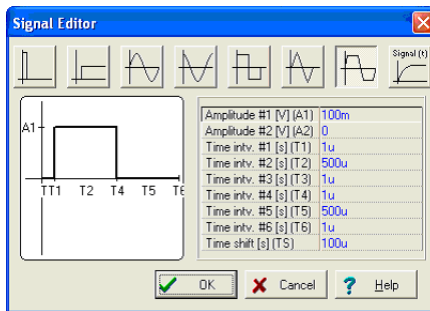 Signal Editor
Signal (t)
A1
TT1 T2 T4 T5 T6
Amplitude #1 [V] (A1) 100m
Amplitude #2 [V] (A2) 0
Time intv. #1 [s] (T1) 1u
Time intv. #2 [s] (T2) 500u
Time intv. #3 [s] (T3) 1u
Time intv. #4 [s] (T4) 1u
Time intv. #5 [s] (T5) 500u
Time intv. #6 [s] (T6) 1u
Time shift [s] (TS) 100u
OK Cancel Help